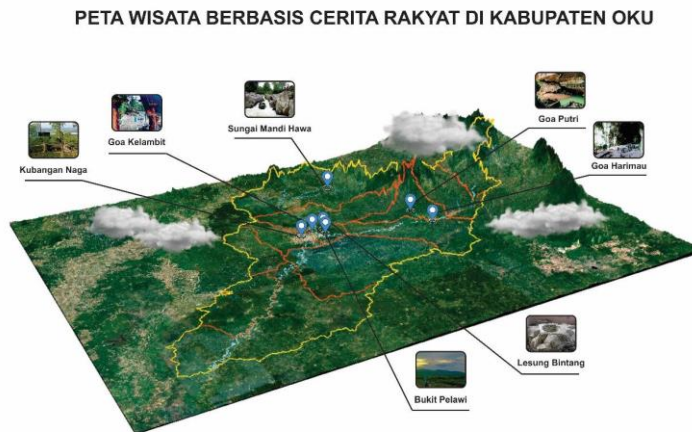 PETA WISATA BERBASIS CERITA RAKYAT DI KABUPATEN OKU
Sungai Mandi Hawa
Goa Putri
Goa Kelambit
Goa Harimau
Kubangan Naga
Lesung Bintang
Bukit Pelawi